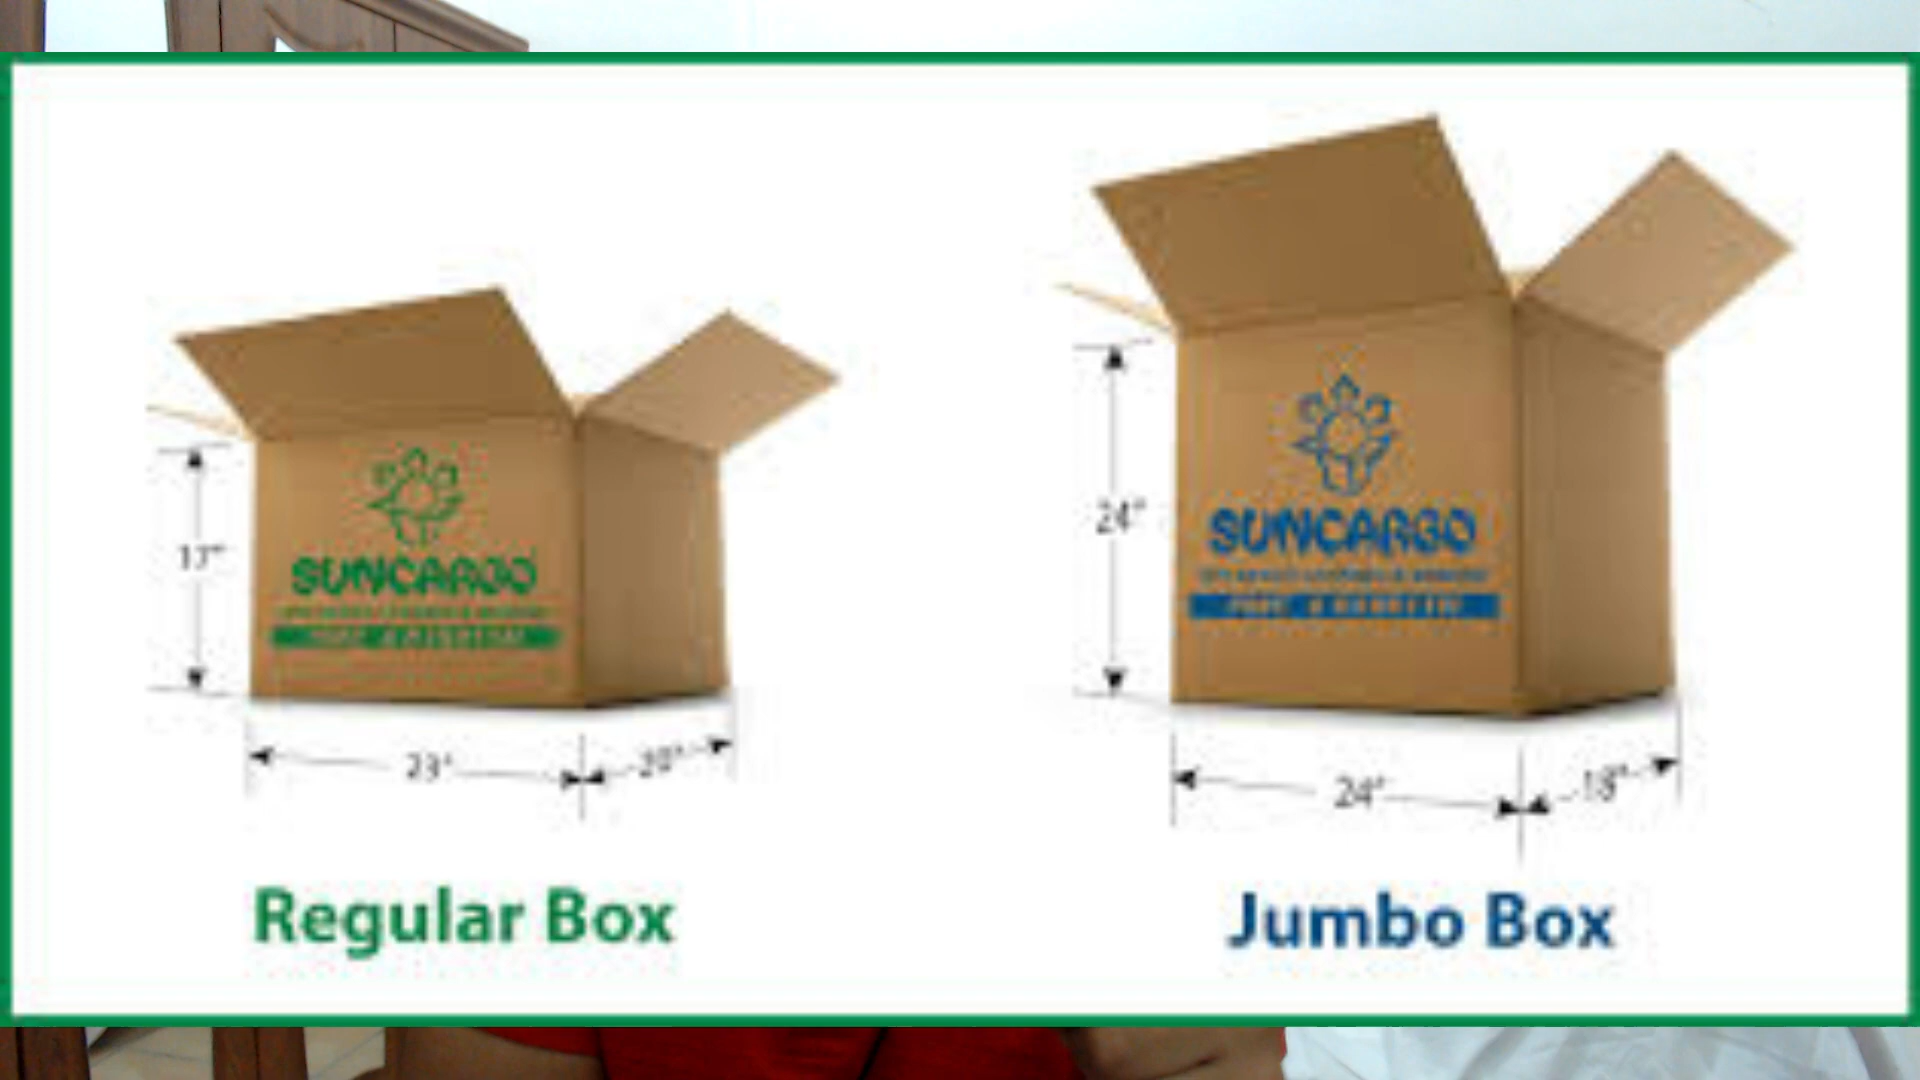 SUNCARGO
17"
23"
20"
Regular Box
SUNCARGO
24"
24"
18"
Jumbo Box